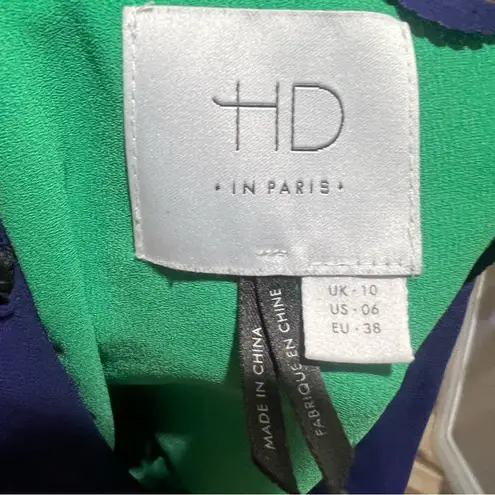 HD
• IN PARIS •
UK • 10
US • 06
EU • 38
MADE IN CHINA
FABRIQUÉ EN CHINE